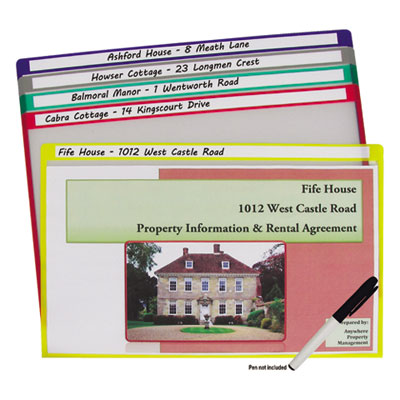 Ashford House - 8 Meath Lane
Howser Cottage - 23 Longmen Crest
Balmoral Manor - 1 Wentworth Road
Cabra Cottage - 14 Kingscourt Drive
Fife House - 1012 West Castle Road
Fife House
1012 West Castle Road
Property Information & Rental Agreement
Prepared by:
Anywhere
Property
Management
Pen not included